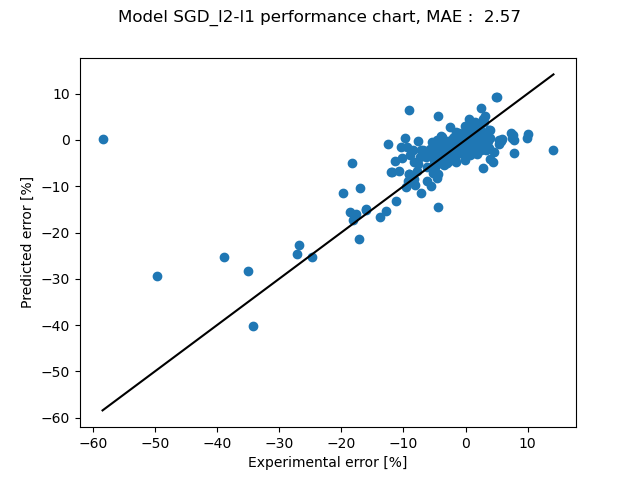 Model SGD_l2-l1 performance chart, MAE :  2.57
10
0
−10
−20
−30
−40
−50
−60
Predicted error [%]
−60 −50 −40 −30 −20 −10 0 10
Experimental error [%]